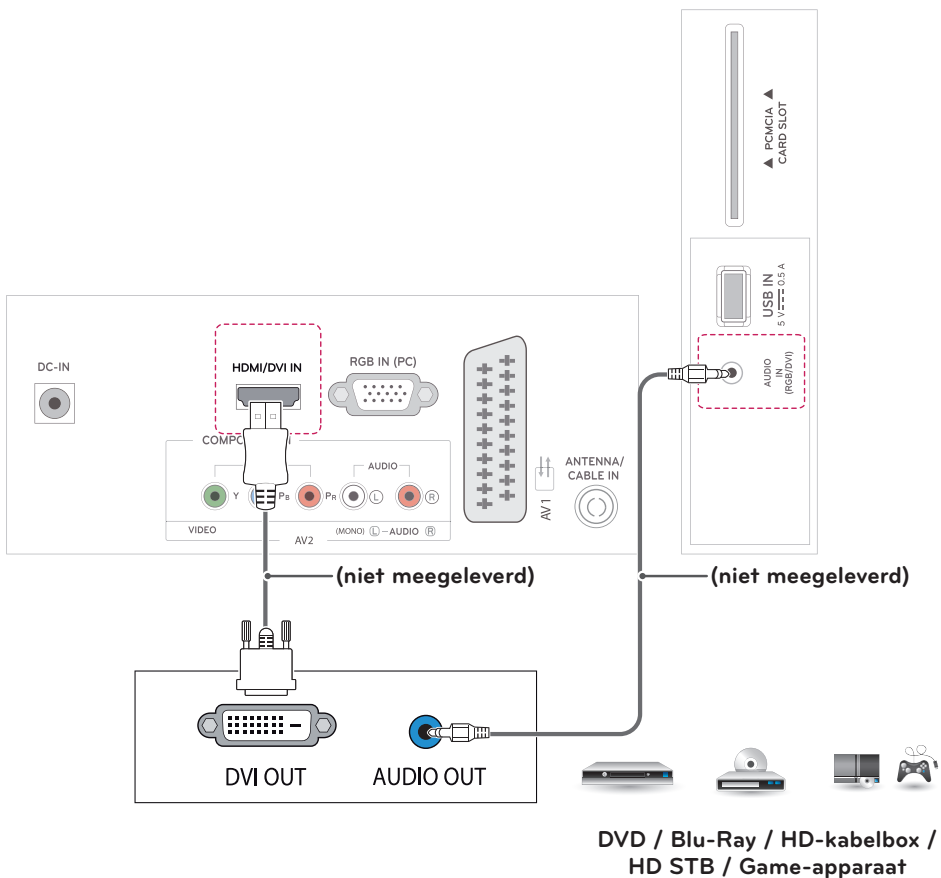 ▲ PCMCIA ▲
CARD SLOT
USB IN
5 V 0.5 A
AUDIO
IN
(RGB/DVI)
DC-IN
HDMI/DVI IN
RGB IN (PC)
AV 1
ANTENNA/
CABLE IN
AUDIO
Y
PB
PR
L
R
VIDEO
(MONO) L AUDIO R
AV2
(niet meegeleverd)
(niet meegeleverd)
DVI OUT
AUDIO OUT
DVD / Blu-Ray / HD-kabelbox /
HD STB / Game-apparaat